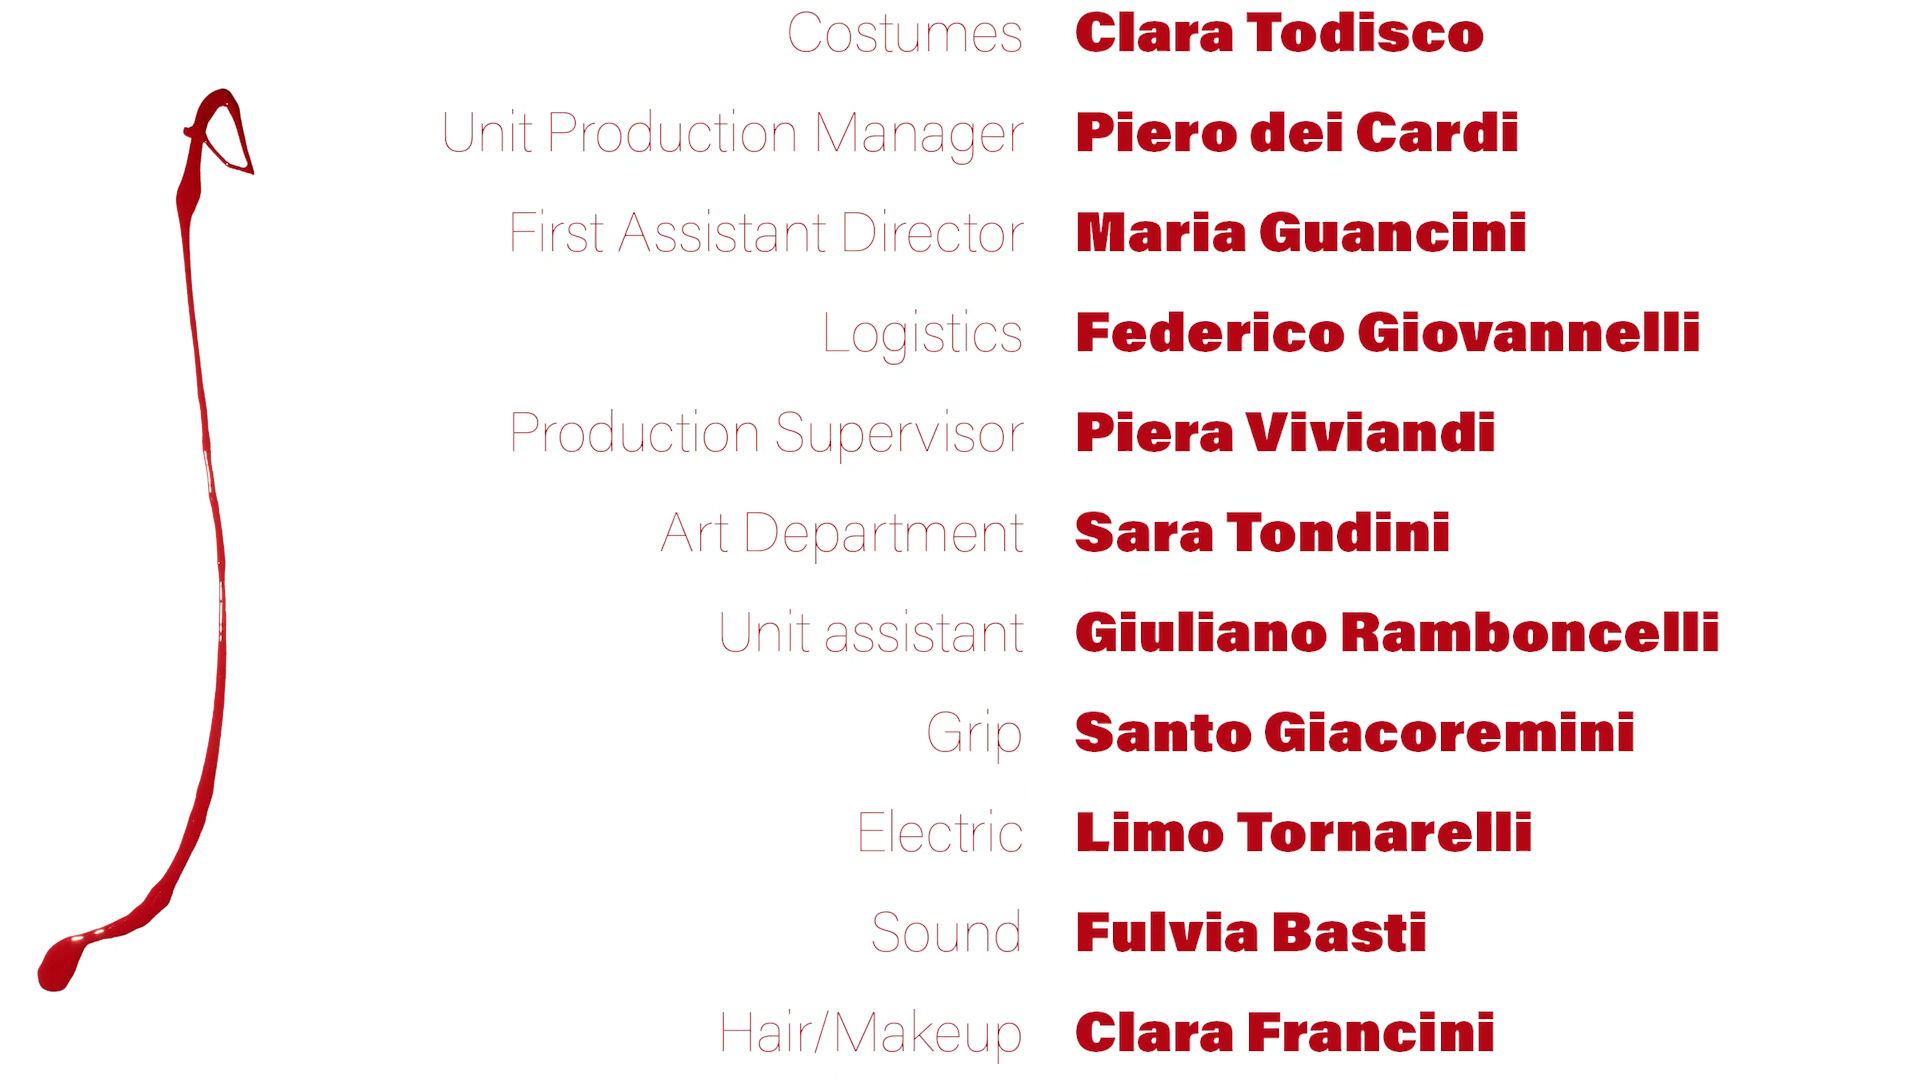 Costumes Clara Todisco
Unit Production Manager Piero dei Cardi
First Assistant Director Maria Guancini
Logistics Federico Giovannelli
Production Supervisor Piera Viviandi
Art Department Sara Tondini
Unit assistant Giuliano Ramboncelli
Grip Santo Giacoremini
Electric Limo Tornarelli
Sound Fulvia Basti
Hair/Makeup Clara Francini